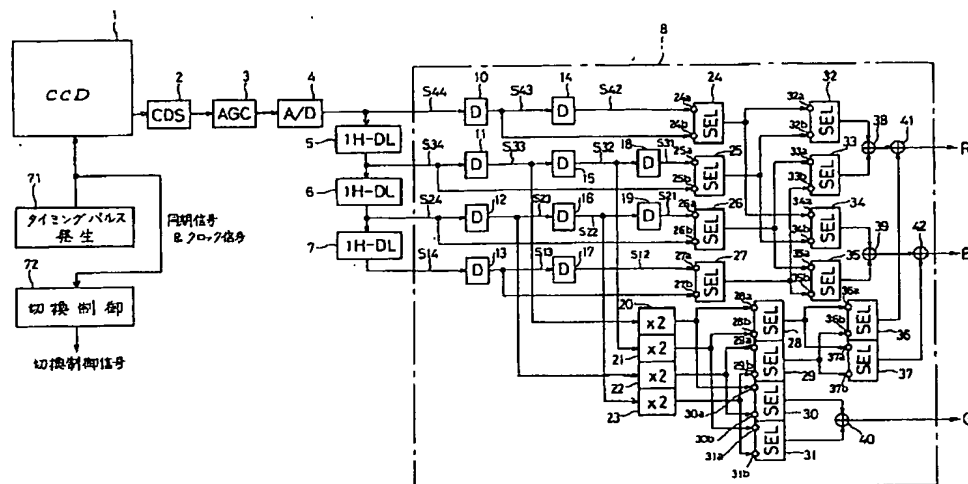 1
CCD
2
CDS
3
AGC
4
A/D
5
1H-DL
6
1H-DL
7
1H-DL
71
タイミングパルス
発生
72
切換制御
切換制御信号
同期信号
& クロック信号
8
S44
10
D
S43
14
D
S42
24a
24b
24
SEL
32
32a
32b
SEL
38
41
R
S34
11
D
S33
15
D
S32
18
D
S31
25a
25b
25
SEL
33
33a
33b
SEL
S24
12
D
S23
16
D
S22
19
D
S21
26a
26b
26
SEL
34
34a
34b
SEL
39
42
B
S14
13
D
S13
17
D
S12
27a
27b
27
SEL
35
35a
35b
SEL
20
x2
21
x2
22
x2
23
x2
28a
28b
28
SEL
29a
29b
29
SEL
30a
30b
30
SEL
31a
31b
31
SEL
36a
36b
36
SEL
37a
37b
37
SEL
40
G